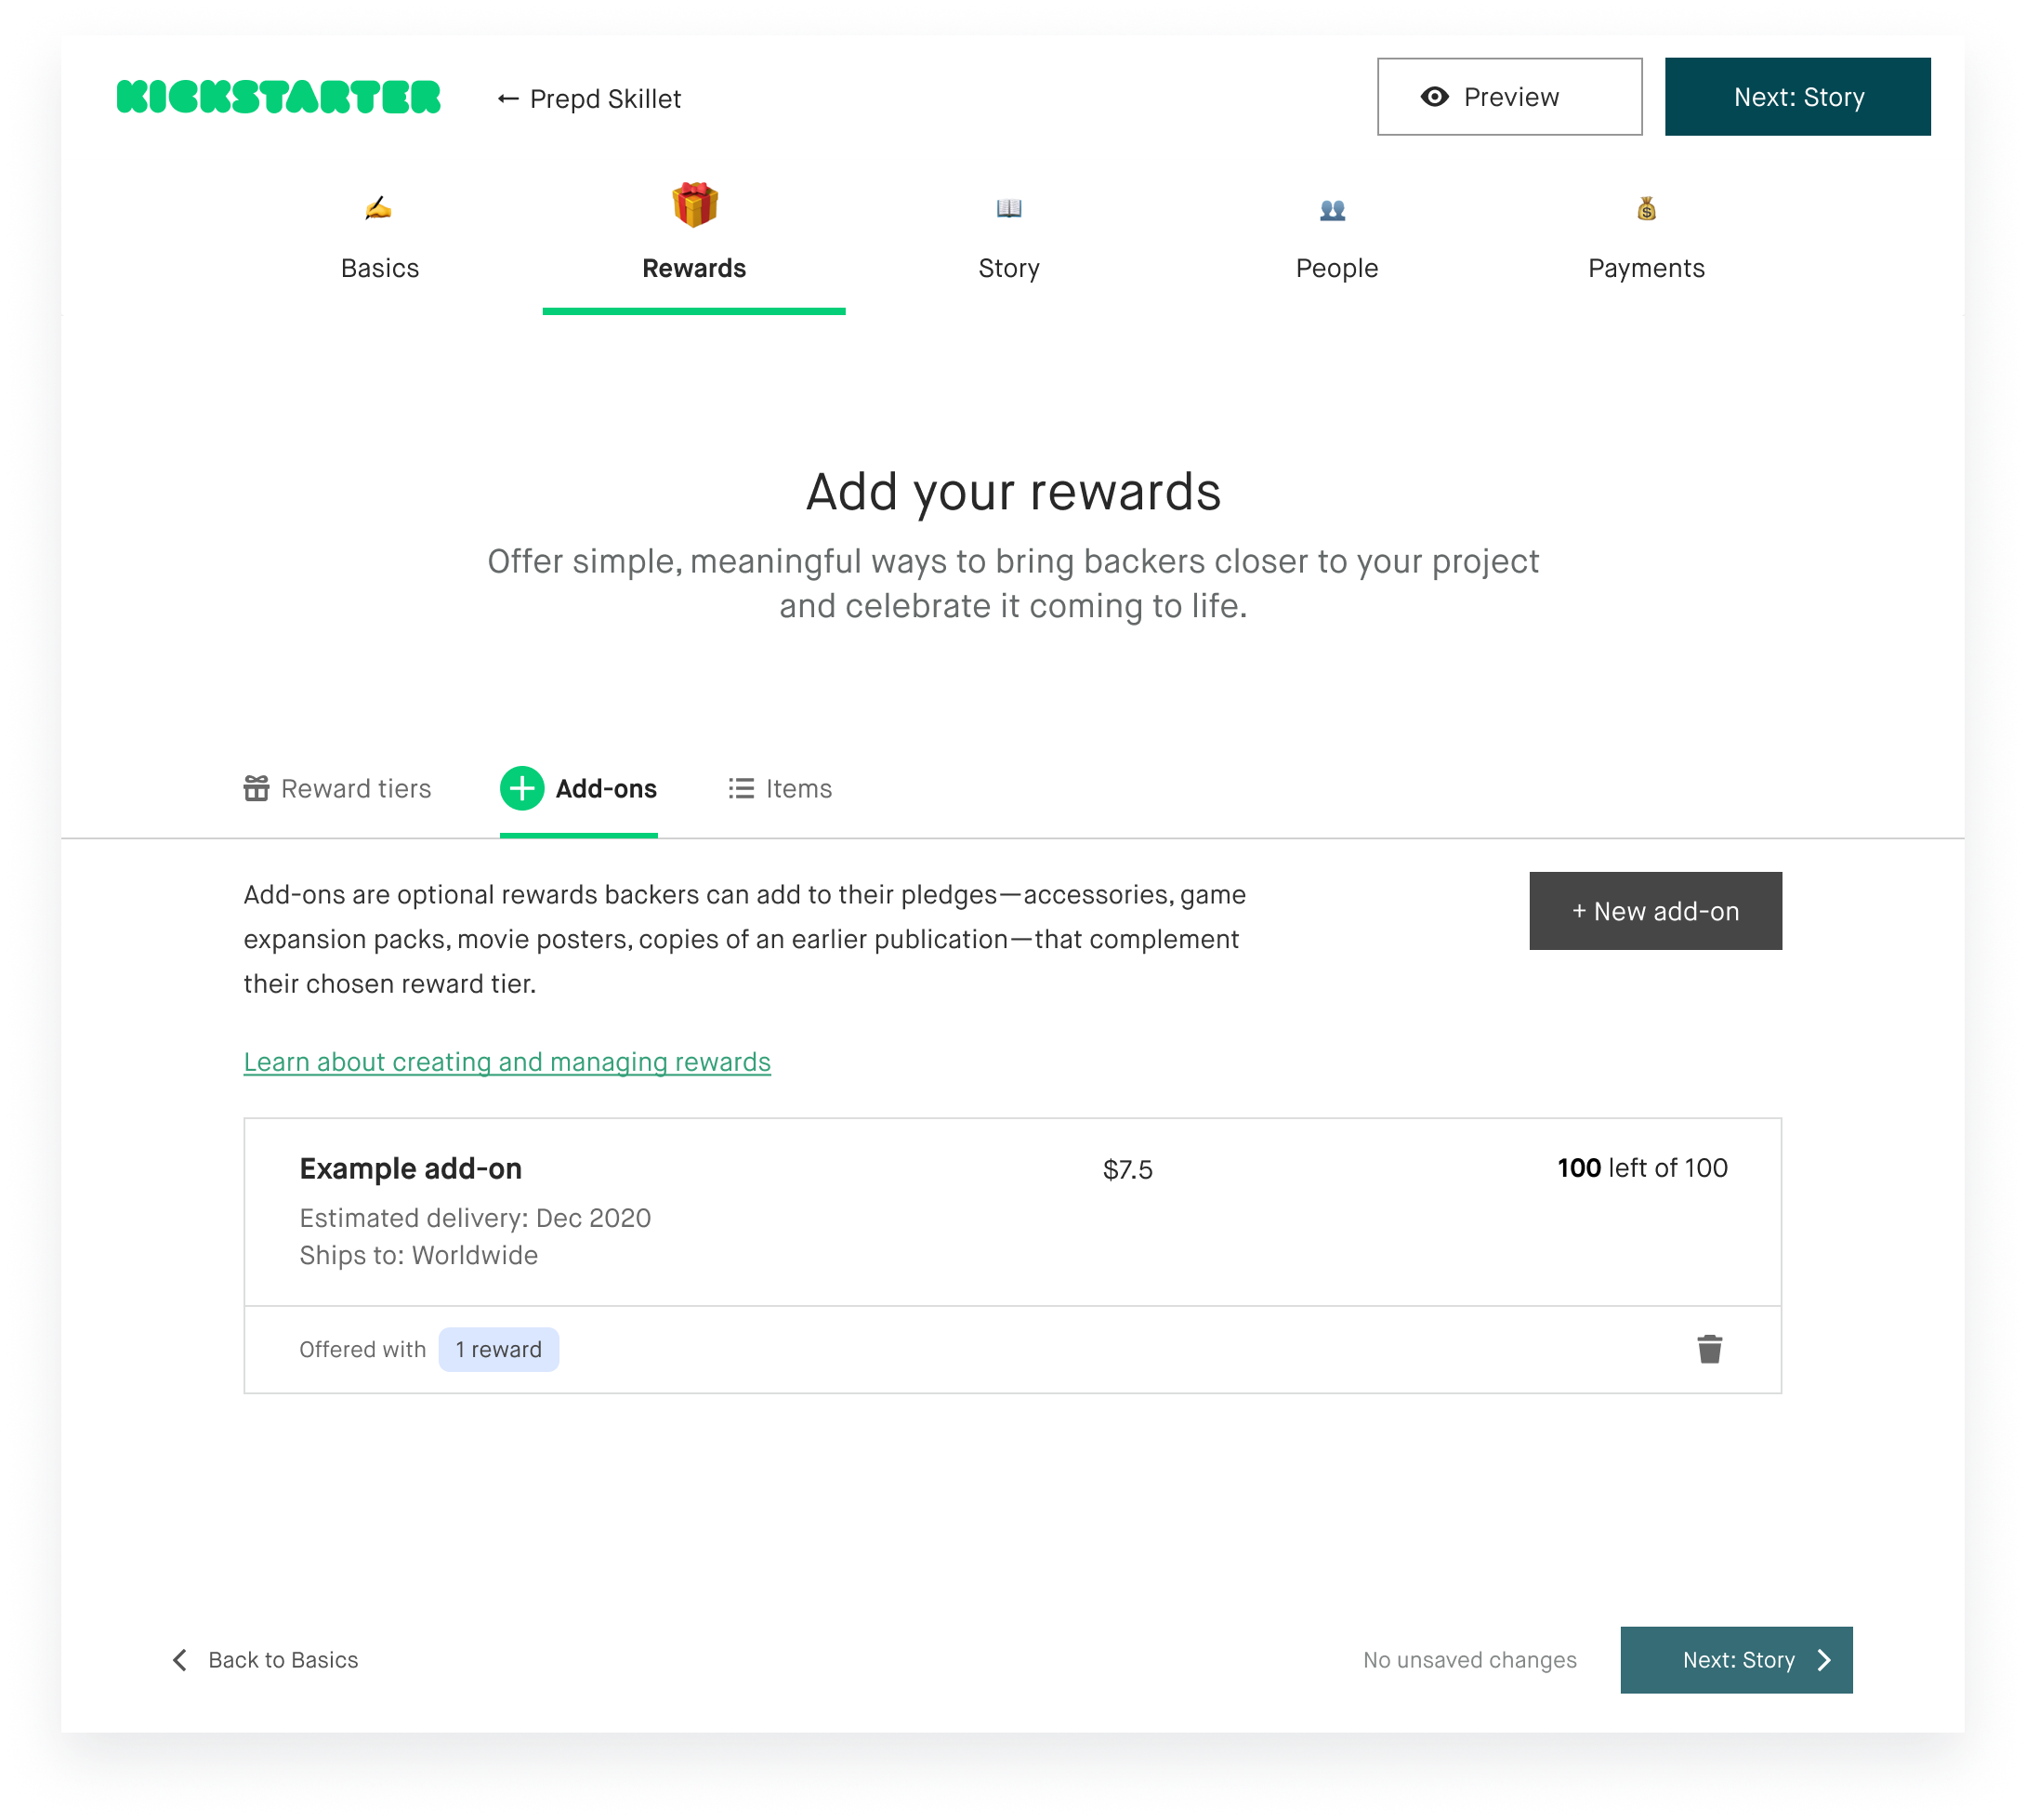 KICKSTARTER
← Prepd Skillet
Preview
Next: Story
Basics
Rewards
Story
People
Payments
Add your rewards
Offer simple, meaningful ways to bring backers closer to your project
and celebrate it coming to life.
Reward tiers
Add-ons
Items
Add-ons are optional rewards backers can add to their pledges—accessories, game
expansion packs, movie posters, copies of an earlier publication—that complement
their chosen reward tier.
+ New add-on
Learn about creating and managing rewards
Example add-on
$7.5
100 left of 100
Estimated delivery: Dec 2020
Ships to: Worldwide
Offered with
1 reward
Back to Basics
No unsaved changes
Next: Story